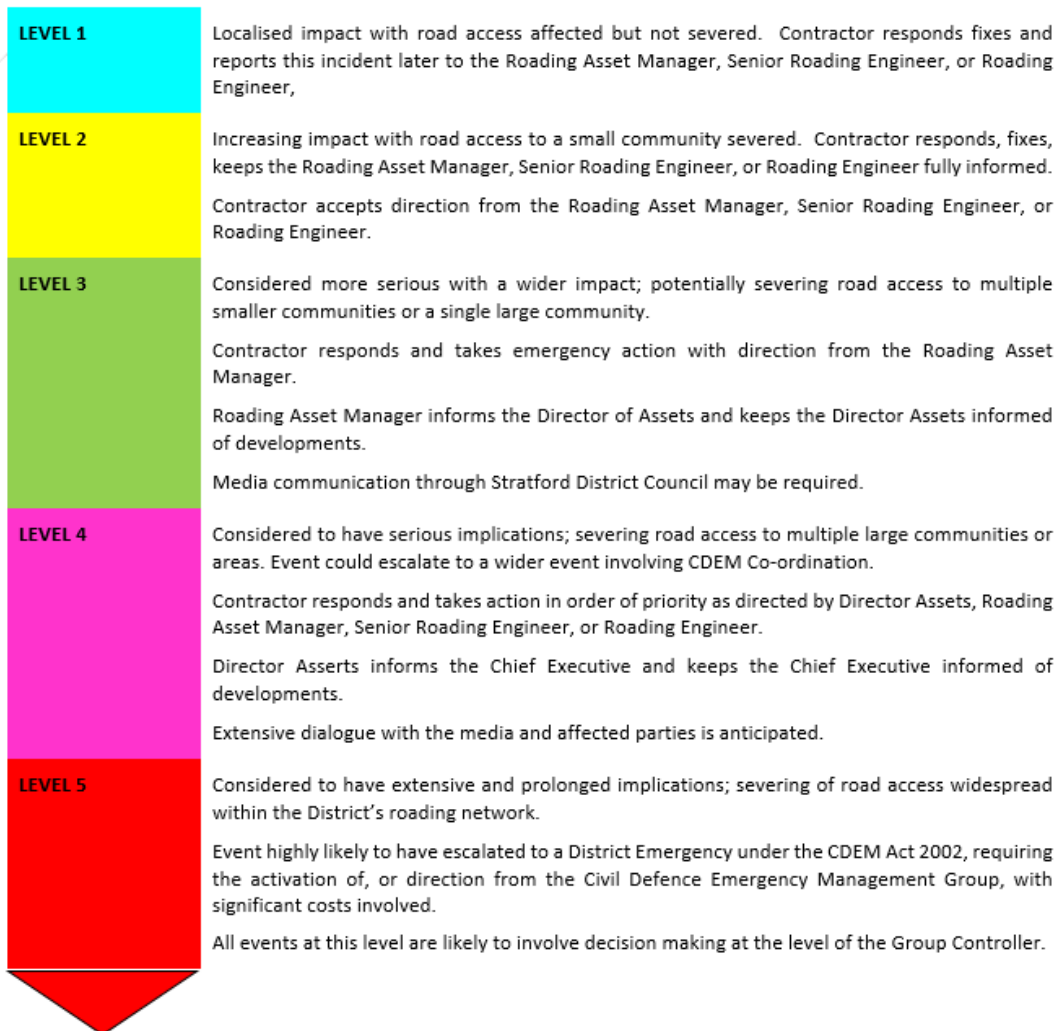 LEVEL 1
Localised impact with road access affected but not severed. Contractor responds fixes and
reports this incident later to the Roading Asset Manager, Senior Roading Engineer, or Roading
Engineer,
LEVEL 2
Increasing impact with road access to a small community severed. Contractor responds, fixes,
keeps the Roading Asset Manager, Senior Roading Engineer, or Roading Engineer fully informed.
Contractor accepts direction from the Roading Asset Manager, Senior Roading Engineer, or
Roading Engineer.
LEVEL 3
Considered more serious with a wider impact; potentially severing road access to multiple
smaller communities or a single large community.
Contractor responds and takes emergency action with direction from the Roading Asset
Manager.
Roading Asset Manager informs the Director of Assets and keeps the Director Assets informed
of developments.
Media communication through Stratford District Council may be required.
LEVEL 4
Considered to have serious implications; severing road access to multiple large communities or
areas. Event could escalate to a wider event involving CDEM Co-ordination.
Contractor responds and takes action in order of priority as directed by Director Assets, Roading
Asset Manager, Senior Roading Engineer, or Roading Engineer.
Director Asserts informs the Chief Executive and keeps the Chief Executive informed of
developments.
Extensive dialogue with the media and affected parties is anticipated.
LEVEL 5
Considered to have extensive and prolonged implications; severing of road access widespread
within the District’s roading network.
Event highly likely to have escalated to a District Emergency under the CDEM Act 2002, requiring
the activation of, or direction from the Civil Defence Emergency Management Group, with
significant costs involved.
All events at this level are likely to involve decision making at the level of the Group Controller.